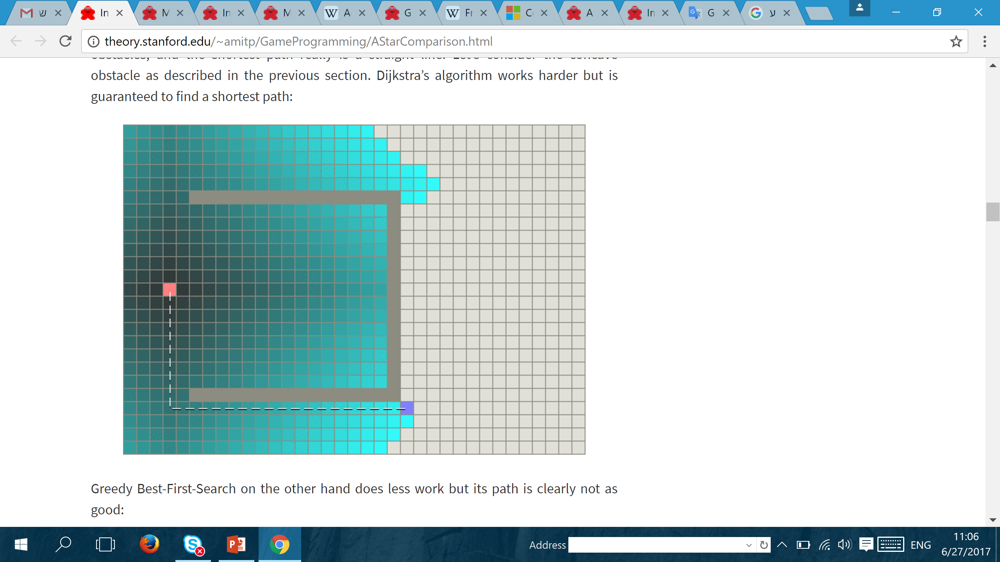 ש In M In M W A G W Fr C A In G ע
theory.stanford.edu/~amitp/GameProgramming/AStarComparison.html
obstacles, and the shortest path really is a straight line. Let's consider the concave
obstacle as described in the previous section. Dijkstra’s algorithm works harder but is
guaranteed to find a shortest path:
Greedy Best-First-Search on the other hand does less work but its path is clearly not as
good:
Address
ENG
11:06
6/27/2017